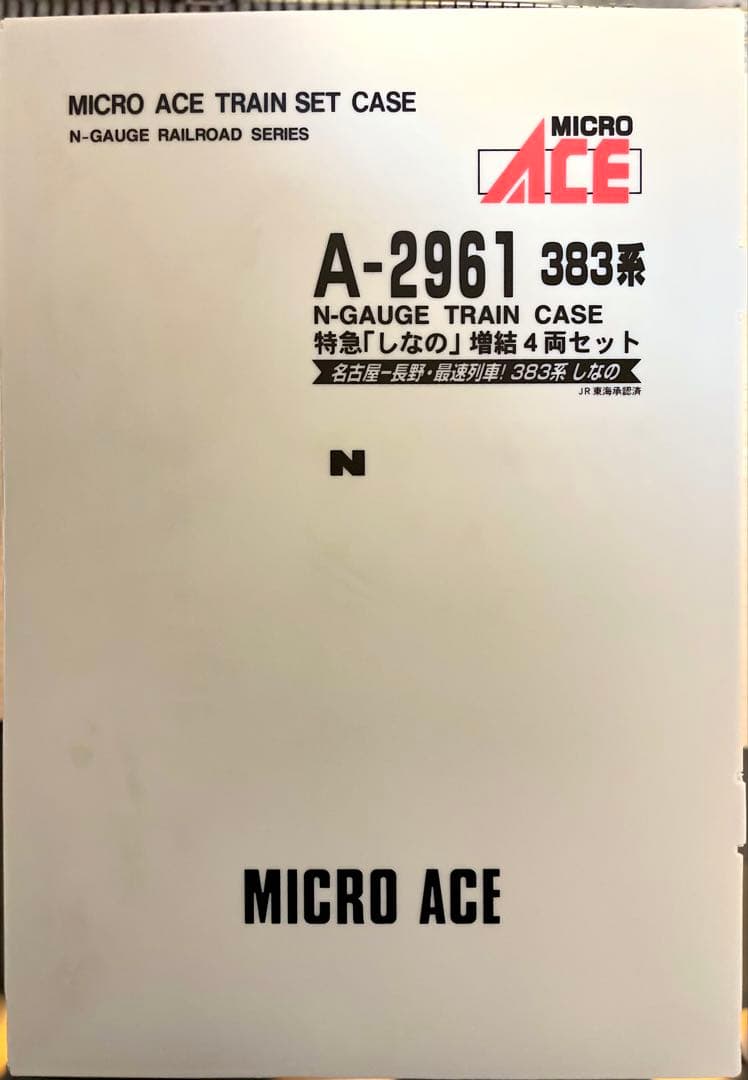 MICRO ACE TRAIN SET CASE
N-GAUGE RAILROAD SERIES
MICRO
ACE
A-2961 383系
N-GAUGE TRAIN CASE
特急「しなの」増結4両セット
名古屋ー長野・最速列車!383系 しなの
JR東海承認済
N
MICRO ACE